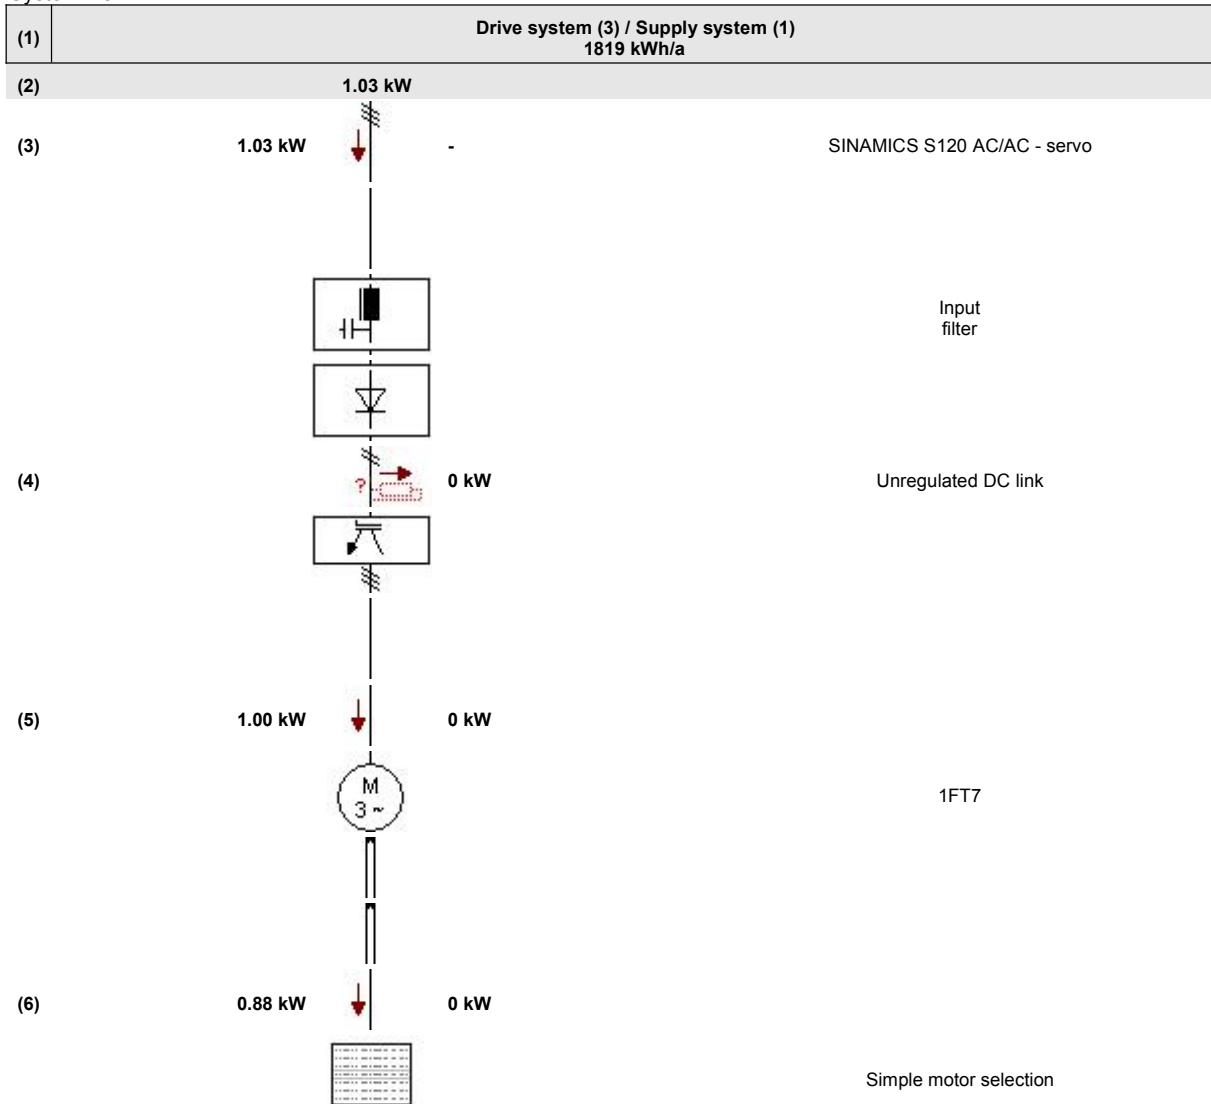 (1)
Drive system (3) / Supply system (1)
1819 kWh/a
(2) 1.03 kW
(3) 1.03 kW - SINAMICS S120 AC/AC - servo
Input
filter
(4) ? 0 kW Unregulated DC link
(5) 1.00 kW 0 kW
M
3 ~
1FT7
(6) 0.88 kW 0 kW
Simple motor selection